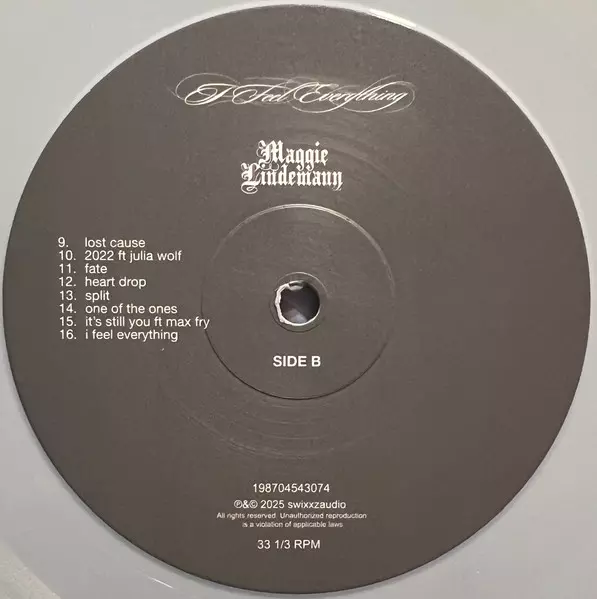 I Feel Everything
Maggie
Lindemann
9. lost cause
10. 2022 ft julia wolf
11. fate
12. heart drop
13. split
14. one of the ones
15. it's still you ft max fry
16. i feel everything
SIDE B
198704543074
℗&© 2025 swixxzaudio
All rights reserved. Unauthorized reproduction
is a violation of applicable laws
33 1/3 RPM